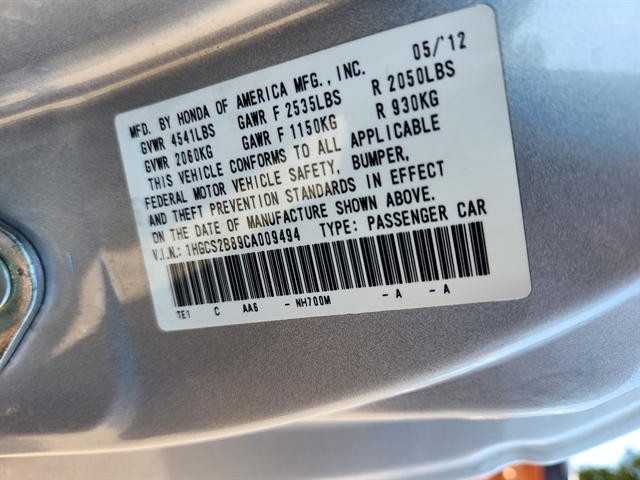 MFD. BY HONDA OF AMERICA MFG., INC. 05/'12
GVWR 4541LBS GAWR F 2535LBS R 2050LBS
GVWR 2060KG GAWR F 1150KG R 930KG
THIS VEHICLE CONFORMS TO ALL APPLICABLE
FEDERAL MOTOR VEHICLE SAFETY, BUMPER,
AND THEFT PREVENTION STANDARDS IN EFFECT
ON THE DATE OF MANUFACTURE SHOWN ABOVE.
V.I.N.: 1HGCS2B89CA009494 TYPE: PASSENGER CAR
TE1 C AA6 - NH700M - A - A